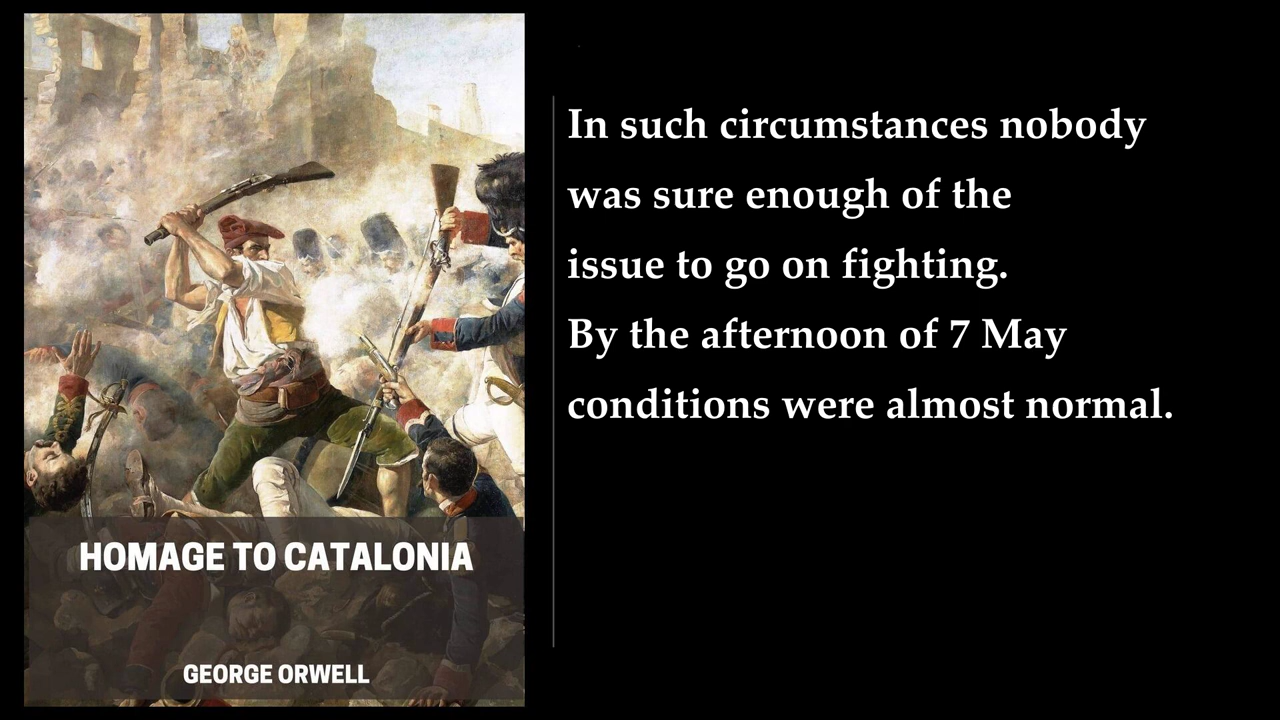 HOMAGE TO CATALONIA
GEORGE ORWELL
In such circumstances nobody
was sure enough of the
issue to go on fighting.
By the afternoon of 7 May
conditions were almost normal.